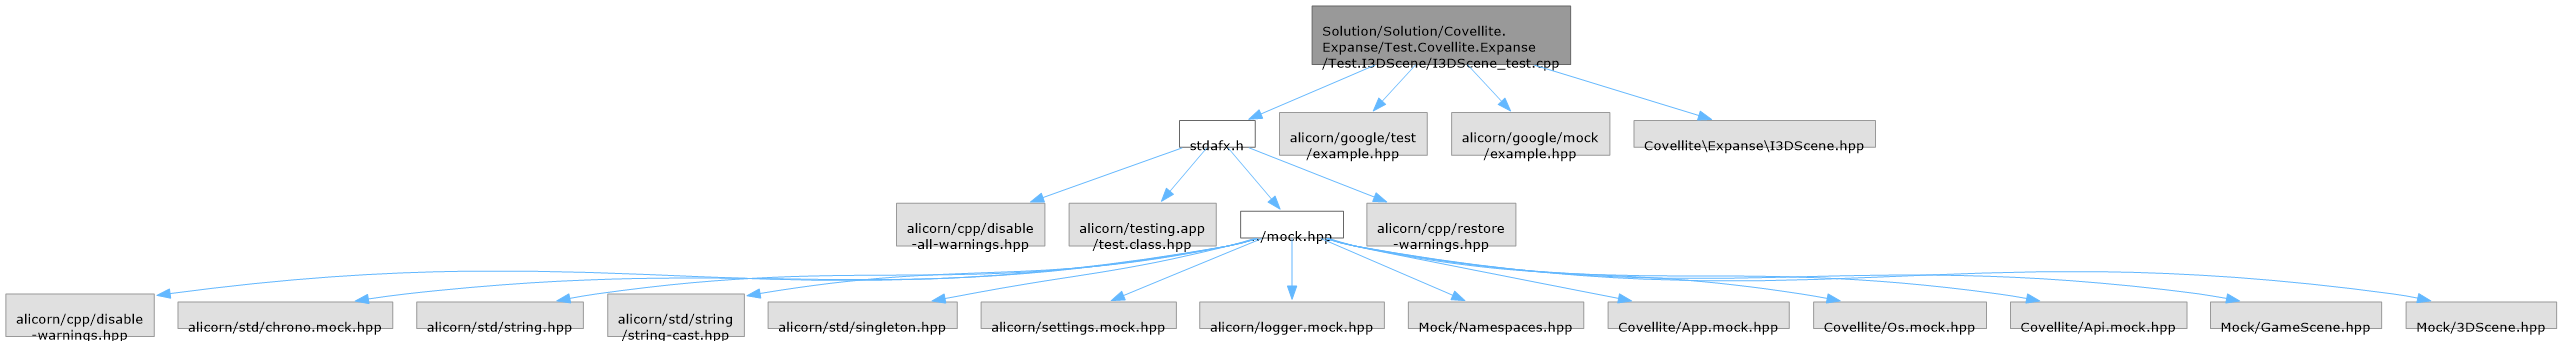 Solution/Solution/Covellite.
Expanse/Test.Covellite.Expanse
/Test.I3DScene/I3DScene_test.cpp
stdafx.h
alicorn/google/test
/example.hpp
alicorn/google/mock
/example.hpp
Covellite\Expanse\I3DScene.hpp
alicorn/cpp/disable
-all-warnings.hpp
alicorn/testing.app
/test.class.hpp
../mock.hpp
alicorn/cpp/restore
-warnings.hpp
alicorn/cpp/disable
-warnings.hpp
alicorn/std/chrono.mock.hpp
alicorn/std/string.hpp
alicorn/std/string
/string-cast.hpp
alicorn/std/singleton.hpp
alicorn/settings.mock.hpp
alicorn/logger.mock.hpp
Mock/Namespaces.hpp
Covellite/App.mock.hpp
Covellite/Os.mock.hpp
Covellite/Api.mock.hpp
Mock/GameScene.hpp
Mock/3DScene.hpp